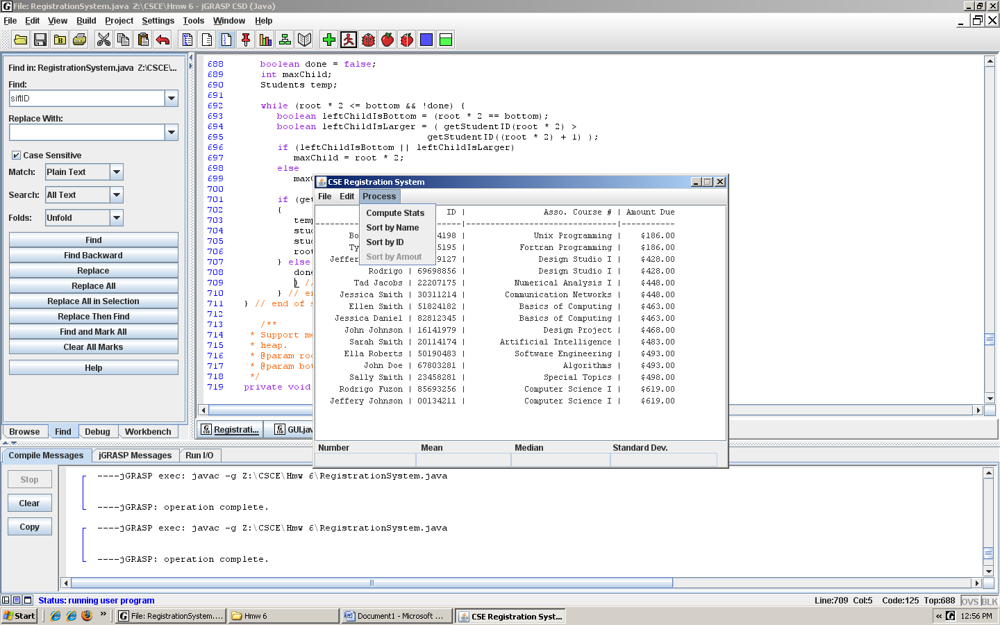 File: RegistrationSystem.java  Z:\CSCE\Hmw 6 - jGRASP CSD (Java)
File Edit View Build Project Settings Tools Window Help
Find in: RegistrationSystem.java  Z:\CSCE\...
Find:
siftID
Replace With:
Case Sensitive
Match: Plain Text
Search: All Text
Folds: Unfold
Find
Find Backward
Replace
Replace All
Replace All in Selection
Replace Then Find
Find and Mark All
Clear All Marks
Help
Browse Find Debug Workbench
688 boolean done = false;
689 int maxChild;
690 Students temp;
691
692 while (root * 2 <= bottom && !done) {
693 boolean leftChildIsBottom = (root * 2 == bottom);
694 boolean leftChildIsLarger = ( getStudentID(root * 2) >
695 getStudentID((root * 2) + 1) );
696 if (leftChildIsBottom || leftChildIsLarger)
697 maxChild = root * 2;
698 else
699 max
700
701 if (get
702 {
703 temp
704 stu
705 stu
706 root
707 } else
708 done
709 } //
710 } // en
711 } // end of s
712
713 /**
714 * Support me
715 * heap.
716 * @param roo
717 * @param bot
718 */
719 private void
Registrati... GUI.jav
CSE Registration System
File Edit Process
Compute Stats
Sort by Name
Sort by ID
Sort by Amout
ID | Aso. Course # | Amount Due
-----|---------------------------|-----------
Bo 4198 | Unix Programming | $186.00
Ty 5195 | Fortran Programming | $186.00
Jeffer 9127 | Design Studio I | $428.00
Rodrigo | 69698856 | Design Studio I | $428.00
Tad Jacobs | 22207175 | Numerical Analysis I | $448.00
Jessica Smith | 30311214 | Communication Networks | $448.00
Ellen Smith | 51824182 | Basics of Computing | $463.00
Jessica Daniel | 82812345 | Basics of Computing | $463.00
John Johnson | 16141979 | Design Project | $468.00
Sarah Smith | 20114174 | Artificial Intelligence | $483.00
Ella Roberts | 50190483 | Software Engineering | $493.00
John Doe | 67803281 | Algorithms | $493.00
Sally Smith | 23458281 | Special Topics | $498.00
Rodrigo Fuzon | 85693256 | Computer Science I | $619.00
Jeffery Johnson | 00134211 | Computer Science I | $619.00
Number Mean Median Standard Dev.
Compile Messages jGRASP Messages Run I/O
Stop
Clear
Copy
----jGRASP exec: javac -g Z:\CSCE\Hmw 6\RegistrationSystem.java
----jGRASP: operation complete.
----jGRASP exec: javac -g Z:\CSCE\Hmw 6\RegistrationSystem.java
----jGRASP: operation complete.
Status: running user program
Line:709 Col:5 Code:125 Top:688 OVS BLK
Start » File: RegistrationSystem.... Hmw 6 Document1 - Microsoft ... CSE Registration Syst... « 12:56 PM